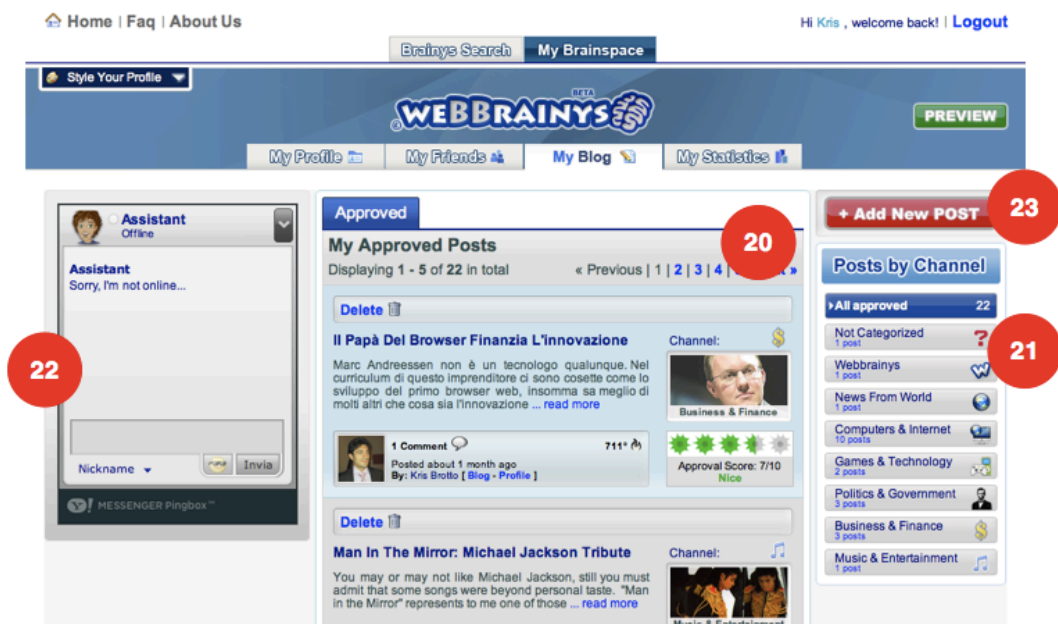 Home | Faq | About Us
Hi Kris , welcome back! | Logout
Brainys Search
My Brainspace
Style Your Profile
BETA
WEBBRAINYS
PREVIEW
My Profile
My Friends
My Blog
My Statistics
Assistant
Offline
Assistant
Sorry, I'm not online...
22
Nickname
Invia
Y! MESSENGER Pingbox™
Approved
My Approved Posts
Displaying 1 - 5 of 22 in total
« Previous | 1 | 2 | 3 | 4 |
»
20
Delete
Il Papà Del Browser Finanzia L'innovazione
Marc Andreessen non è un tecnologo qualunque. Nel
curriculum di questo imprenditore ci sono cosette come lo
sviluppo del primo browser web, insomma sa meglio di
molti altri che cosa sia l'innovazione ... read more
Channel:
Business & Finance
1 Comment
711°
Posted about 1 month ago
By: Kris Brotto [ Blog - Profile ]
Approval Score: 7/10
Nice
Delete
Man In The Mirror: Michael Jackson Tribute
You may or may not like Michael Jackson, still you must
admit that some songs were beyond personal taste. "Man
in the Mirror" represents to me one of those ... read more
Channel:
Music & Entertainment
+ Add New POST
23
Posts by Channel
All approved 22
Not Categorized
1 post
21
Webbrainys
1 post
News From World
1 post
Computers & Internet
10 posts
Games & Technology
2 posts
Politics & Government
3 posts
Business & Finance
3 posts
Music & Entertainment
1 post